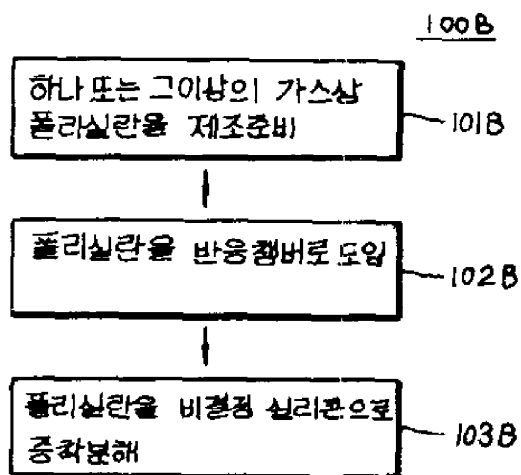 100B
하나 또는 그이상의 가스상
폴리실란을 제조준비
101B
폴리실란을 반응챔버로 도입
102B
폴리실란을 비결정 실리콘으로
증착분해
103B